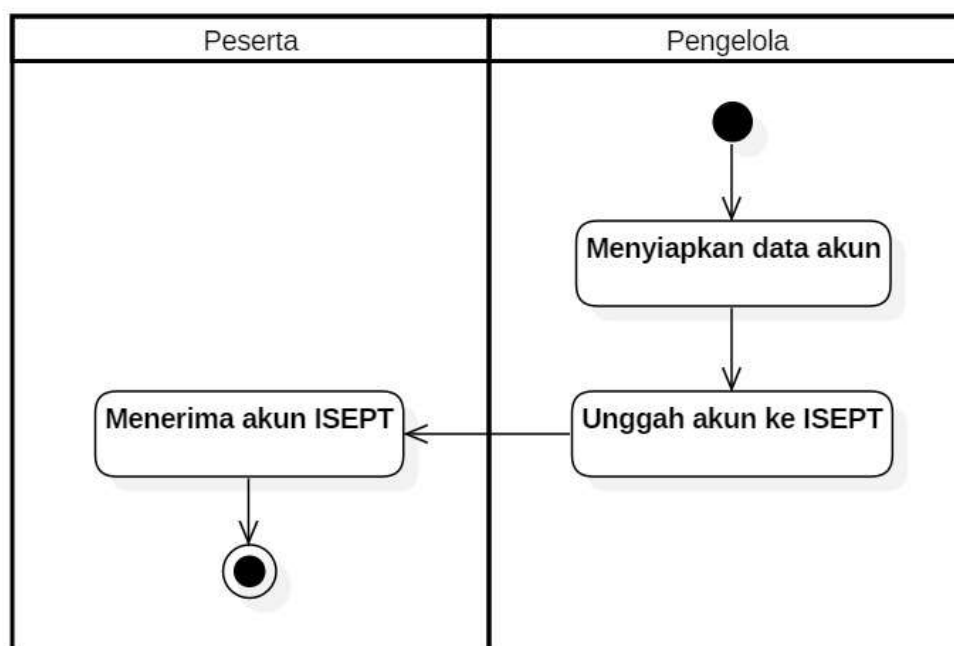 Peserta
Pengelola
Menyiapkan data akun
Menerima akun ISEPT
Unggah akun ke ISEPT